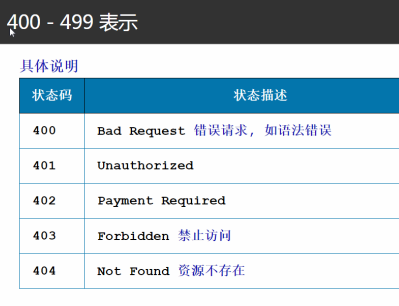 400 - 499 表示
具体说明
状态码 状态描述
400 Bad Request 错误请求，如语法错误
401 Unauthorized
402 Payment Required
403 Forbidden 禁止访问
404 Not Found 资源不存在